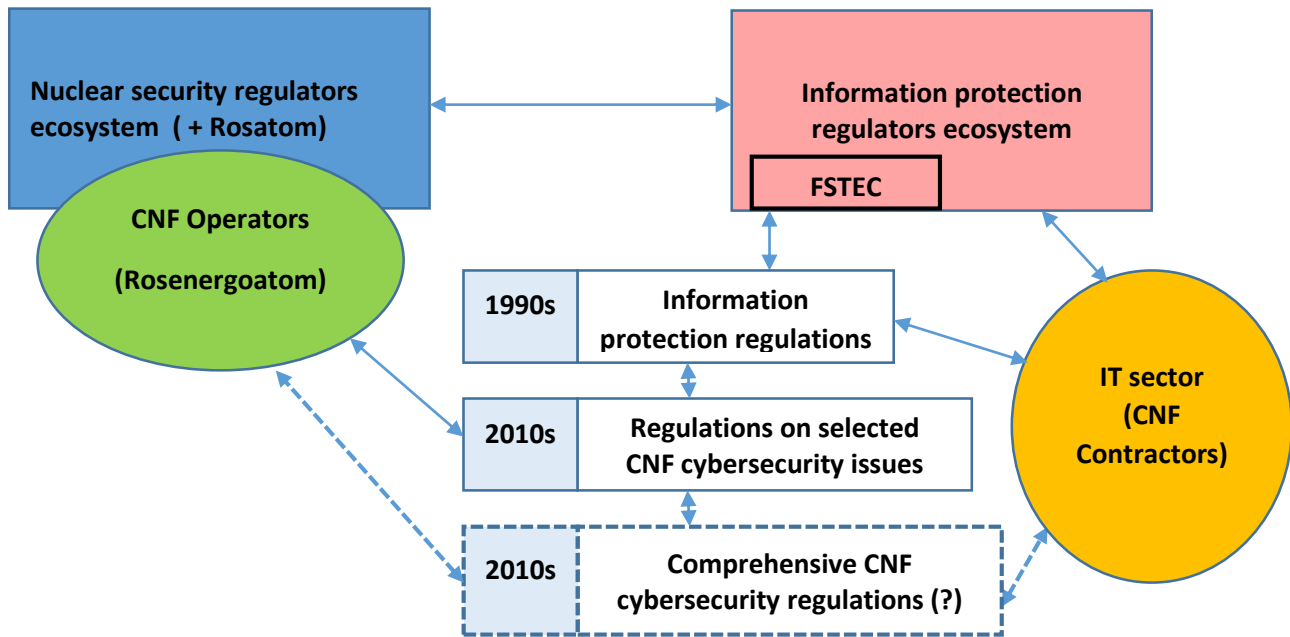 Nuclear security regulators
ecosystem ( + Rosatom)
Information protection
regulators ecosystem
FSTEC
CNF Operators
(Rosenergoatom)
1990s
Information
protection regulations
IT sector
(CNF
Contractors)
2010s
Regulations on selected
CNF cybersecurity issues
2010s
Comprehensive CNF
cybersecurity regulations (?)